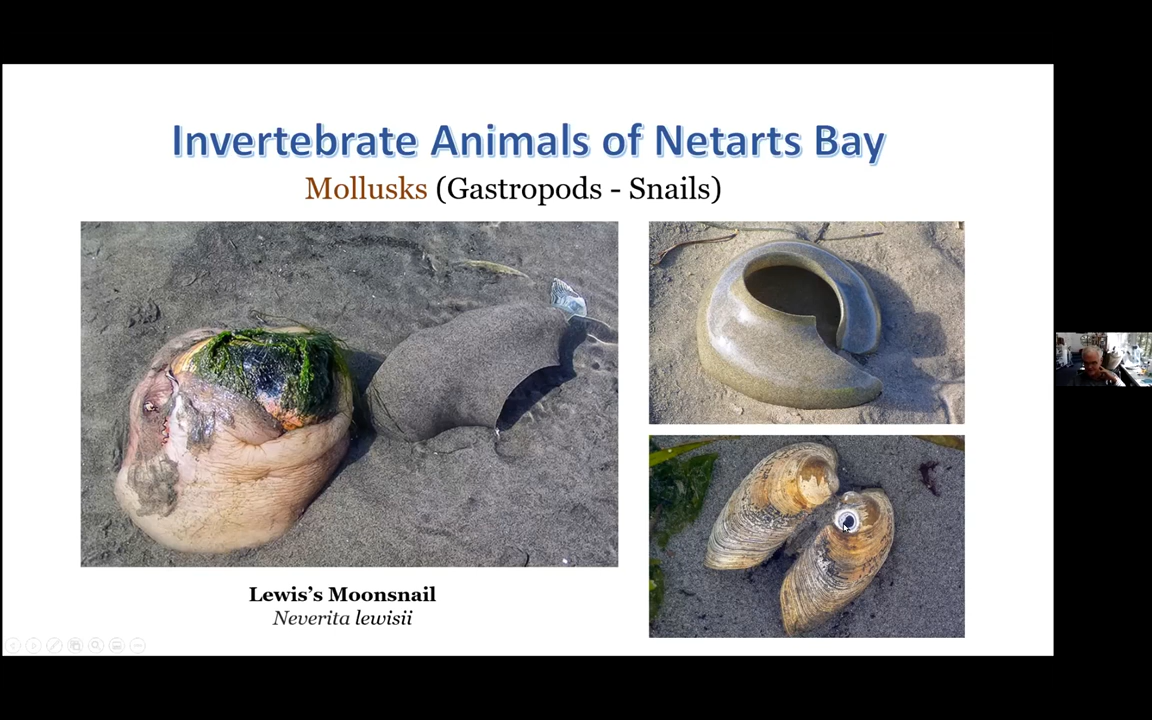 Invertebrate Animals of Netarts Bay
Mollusks (Gastropods - Snails)
Lewis's Moonsnail
Neverita lewisii